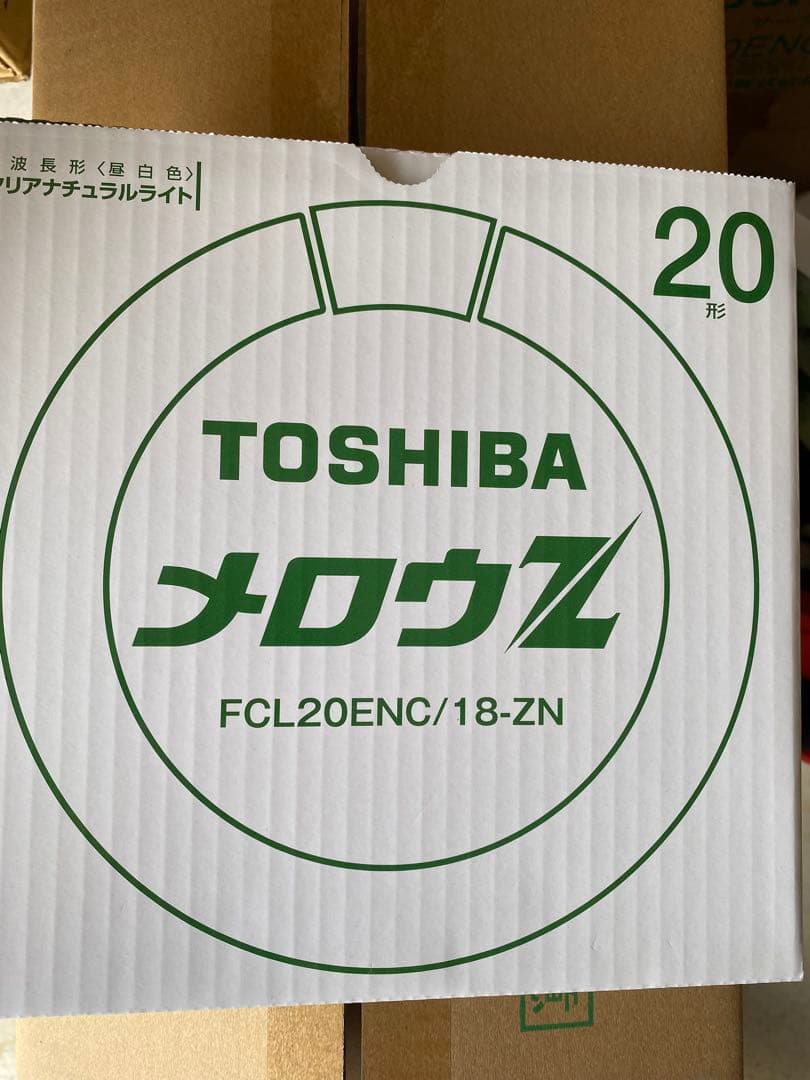 波長形〈昼白色〉
リアナチュラルライト
20
形
TOSHIBA
メロウZ
FCL20ENC/18-ZN